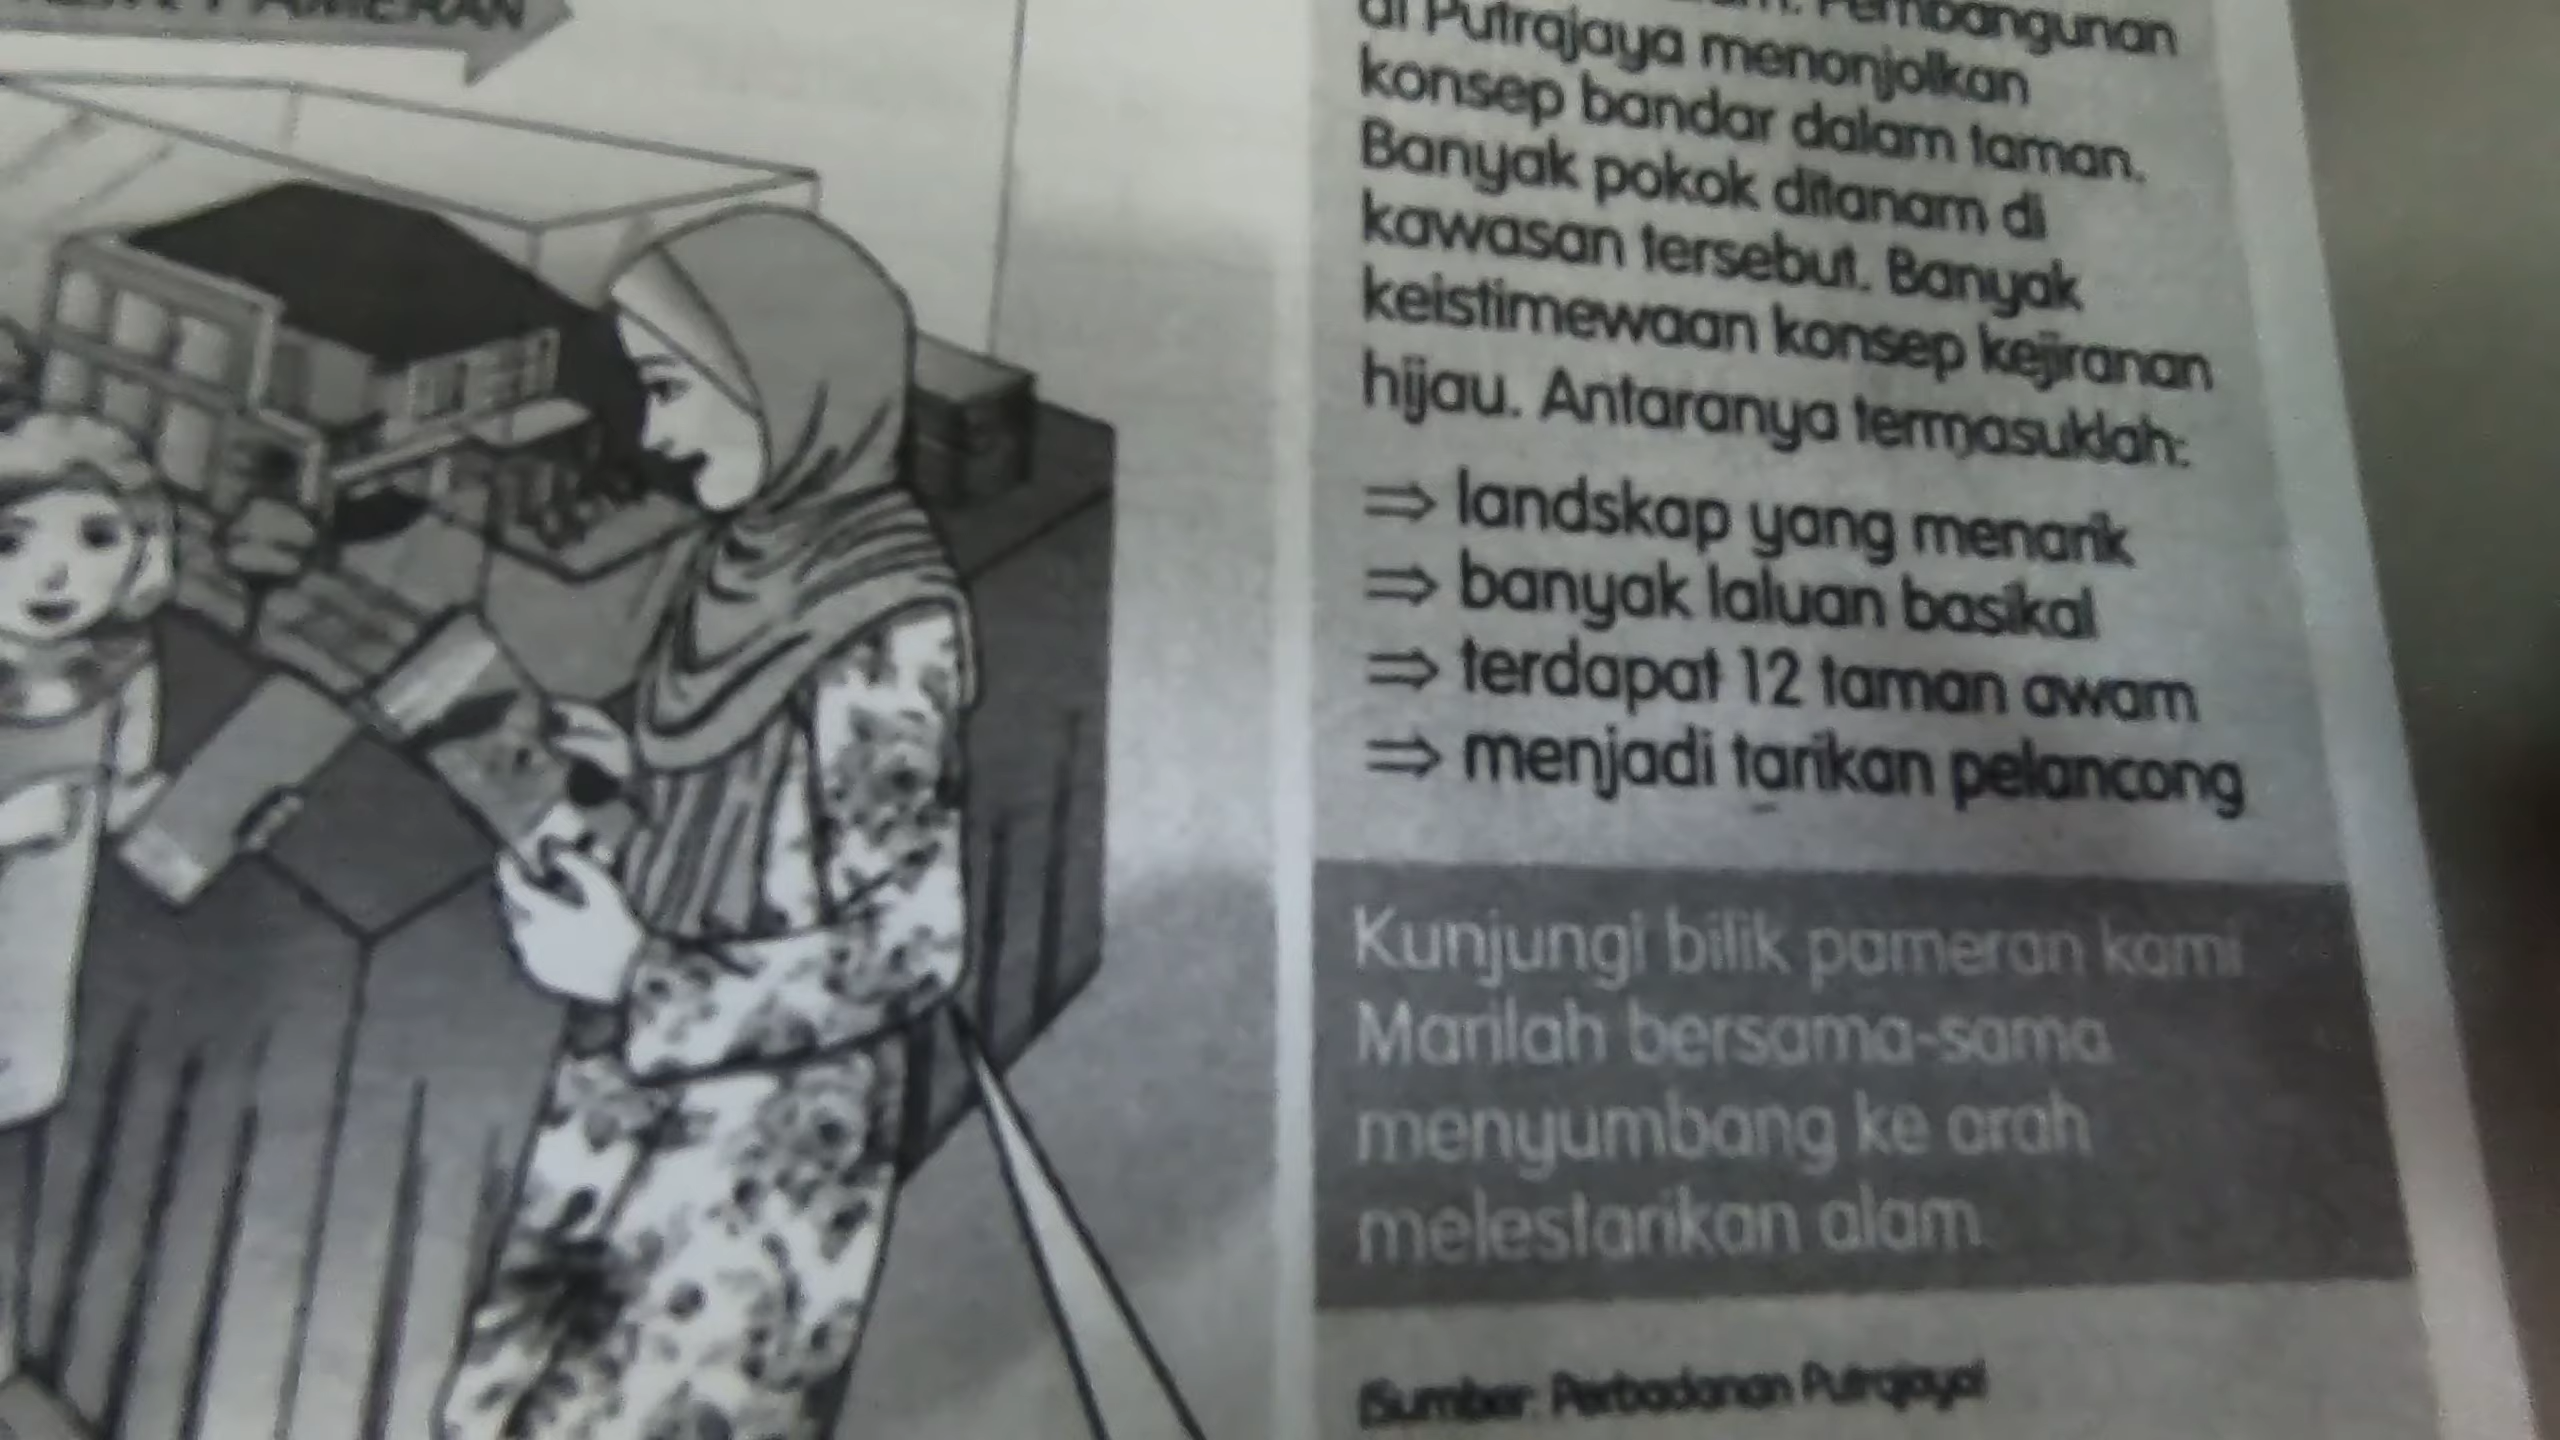 PAMERAN
Pembangunan
di Putrajaya menonjolkan
konsep bandar dalam taman.
Banyak pokok ditanam di
kawasan tersebut. Banyak
keistimewaan konsep kejiranan
hijau. Antaranya termasuklah:
⇒ landskap yang menarik
⇒ banyak laluan basikal
⇒ terdapat 12 taman awam
⇒ menjadi tarikan pelancong
Kunjungi bilik pameran kami
Marilah bersama-sama
menyumbang ke arah
melestarikan alam
(Sumber: Perbadanan Putrajaya)